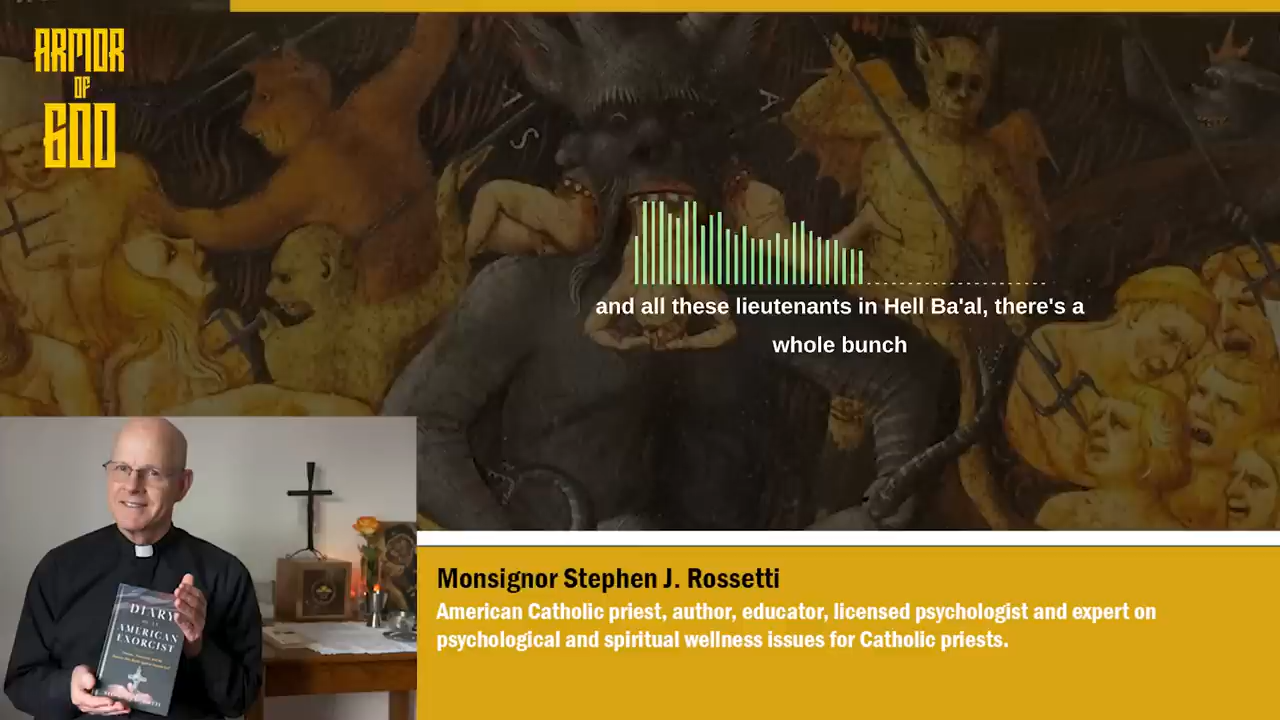 ARMOR
OF
GOD
A
S
A
and all these lieutenants in Hell Ba'al, there's a
whole bunch
DIARY
AMERICAN
EXORCIST
Monsignor Stephen J. Rossetti
American Catholic priest, author, educator, licensed psychologist and expert on
psychological and spiritual wellness issues for Catholic priests.